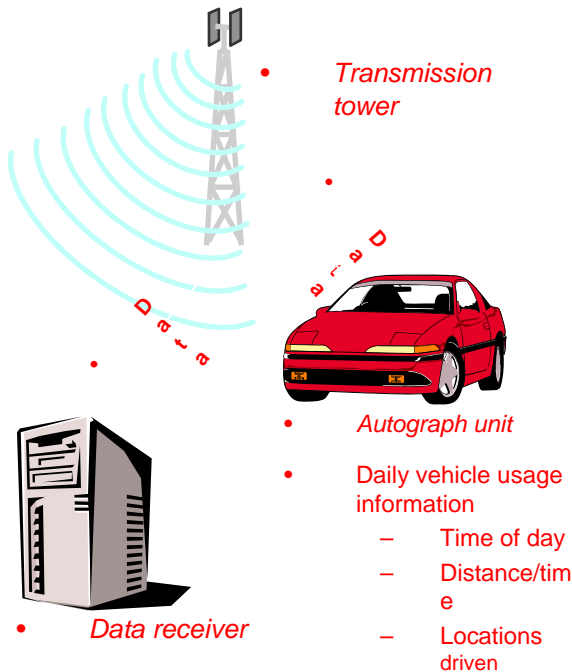 • Transmission
tower
•
Data
Data
•
• Autograph unit
• Daily vehicle usage
information
– Time of day
– Distance/tim
e
– Locations
driven
• Data receiver